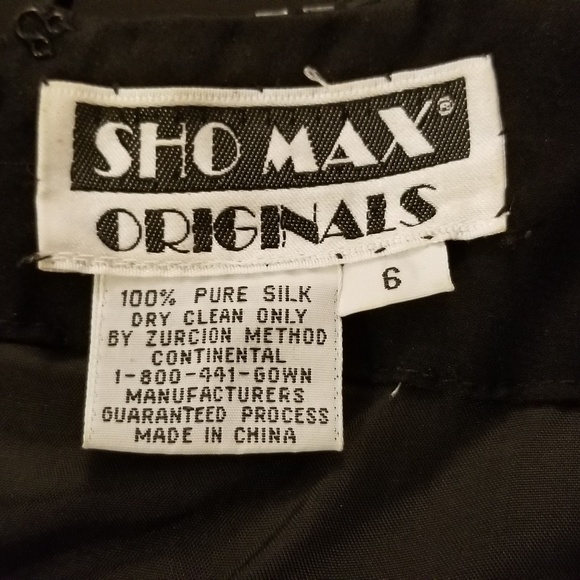 SHO MAX®
ORIGINALS
6
100% PURE SILK
DRY CLEAN ONLY
BY ZURCION METHOD
CONTINENTAL
1-800-441-GOWN
MANUFACTURERS
GUARANTEED PROCESS
MADE IN CHINA